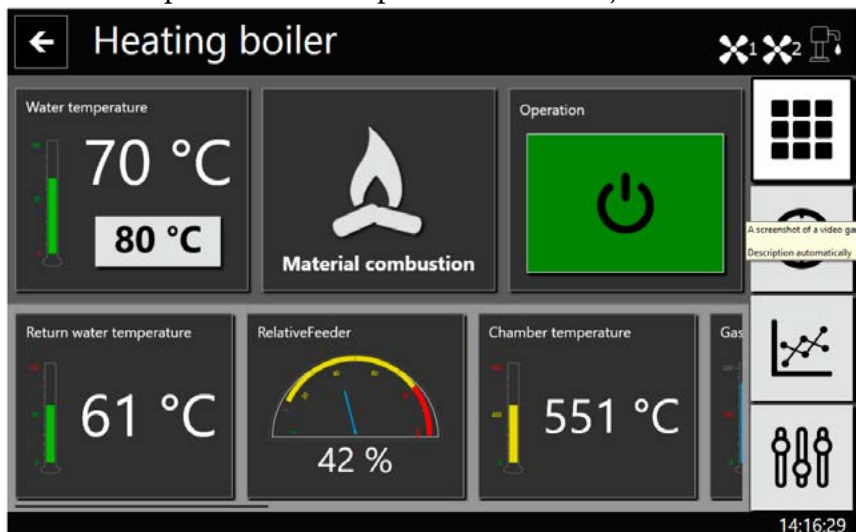 Heating boiler
1 2
Water temperature
70 °C
80 °C
Material combustion
Operation
A screenshot of a video ga
Description automatically
Return water temperature
61 °C
RelativeFeeder
42 %
Chamber temperature
551 °C
Gas
14:16:29